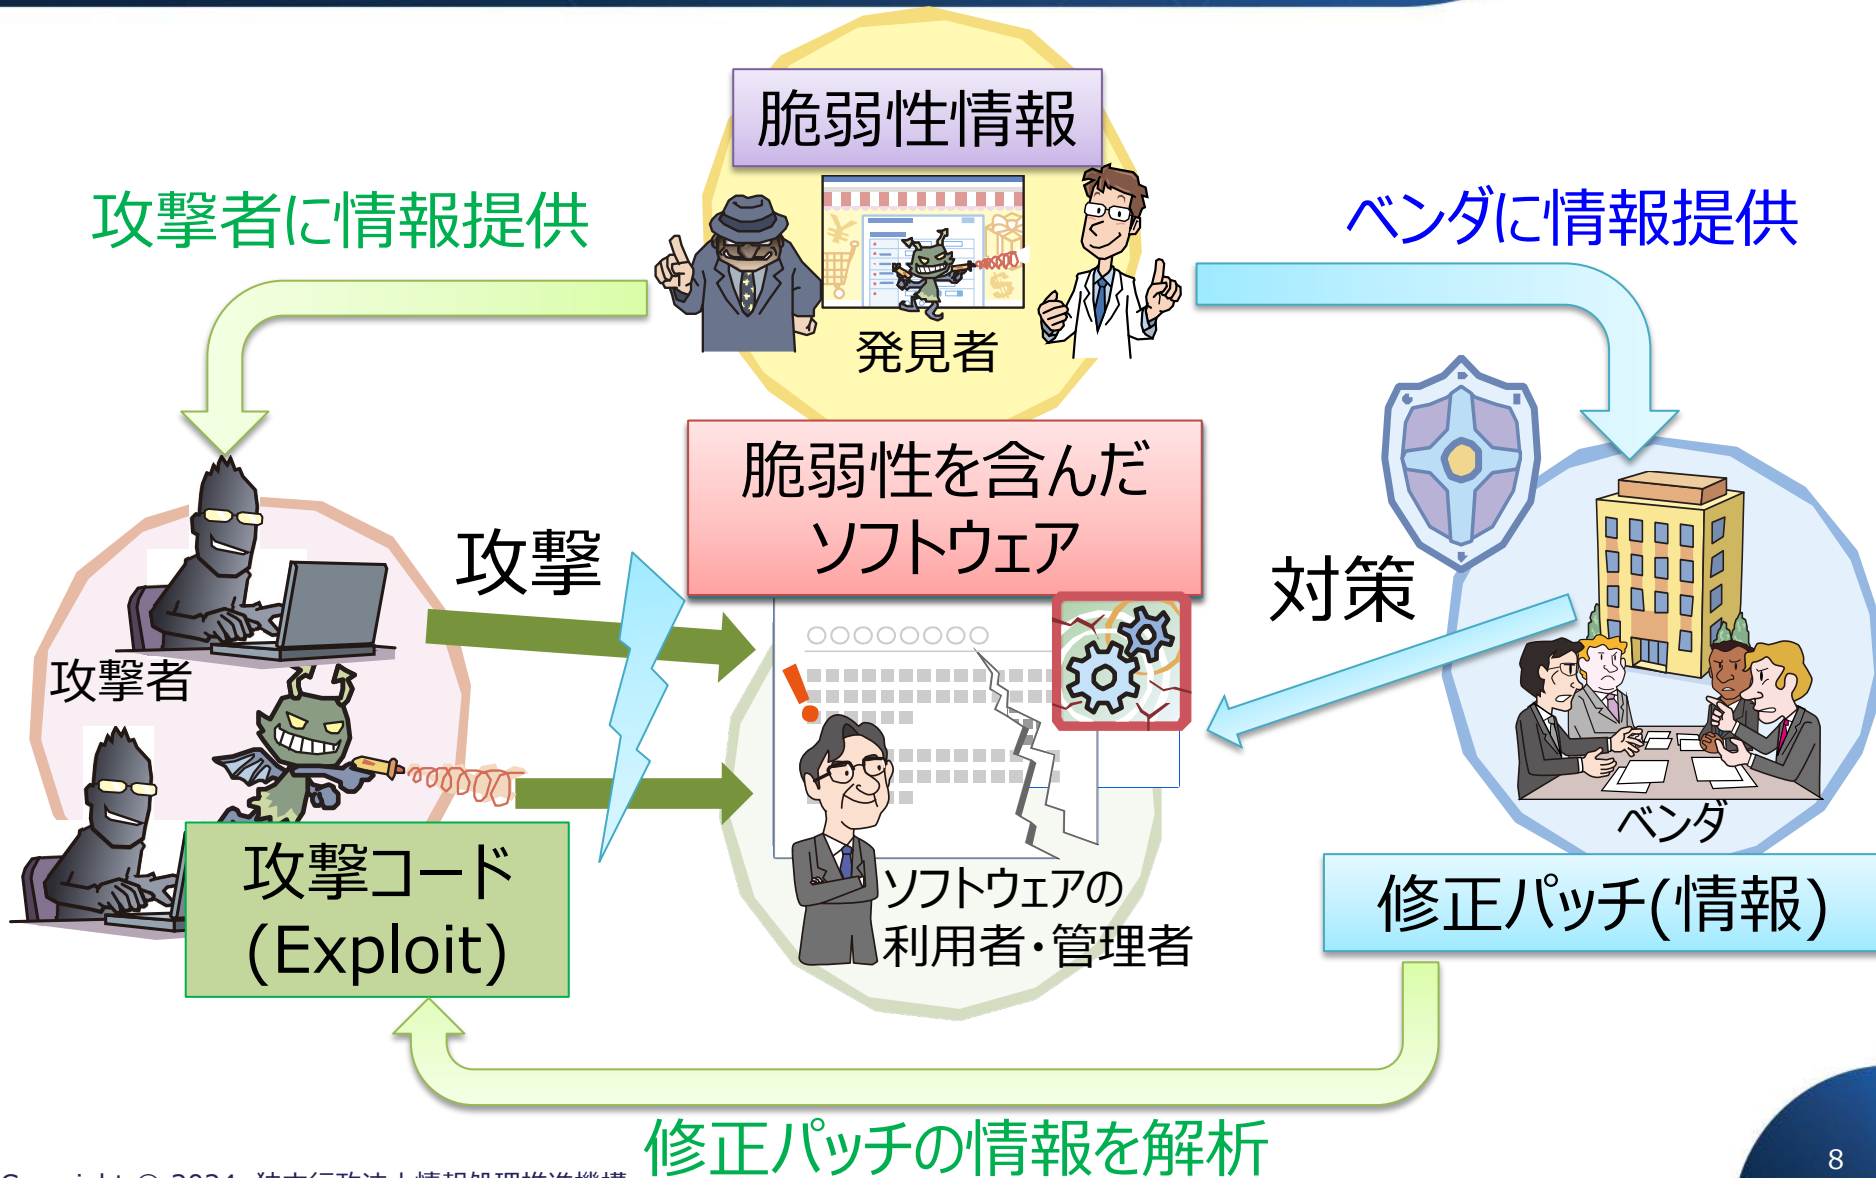 脆弱性情報
攻撃者に情報提供
ベンダに情報提供
発見者
脆弱性を含んだ
ソフトウェア
攻撃
対策
○○○○○○○○
攻撃者
ベンダ
攻撃コード
(Exploit)
ソフトウェアの
利用者・管理者
修正パッチ(情報)
修正パッチの情報を解析
8